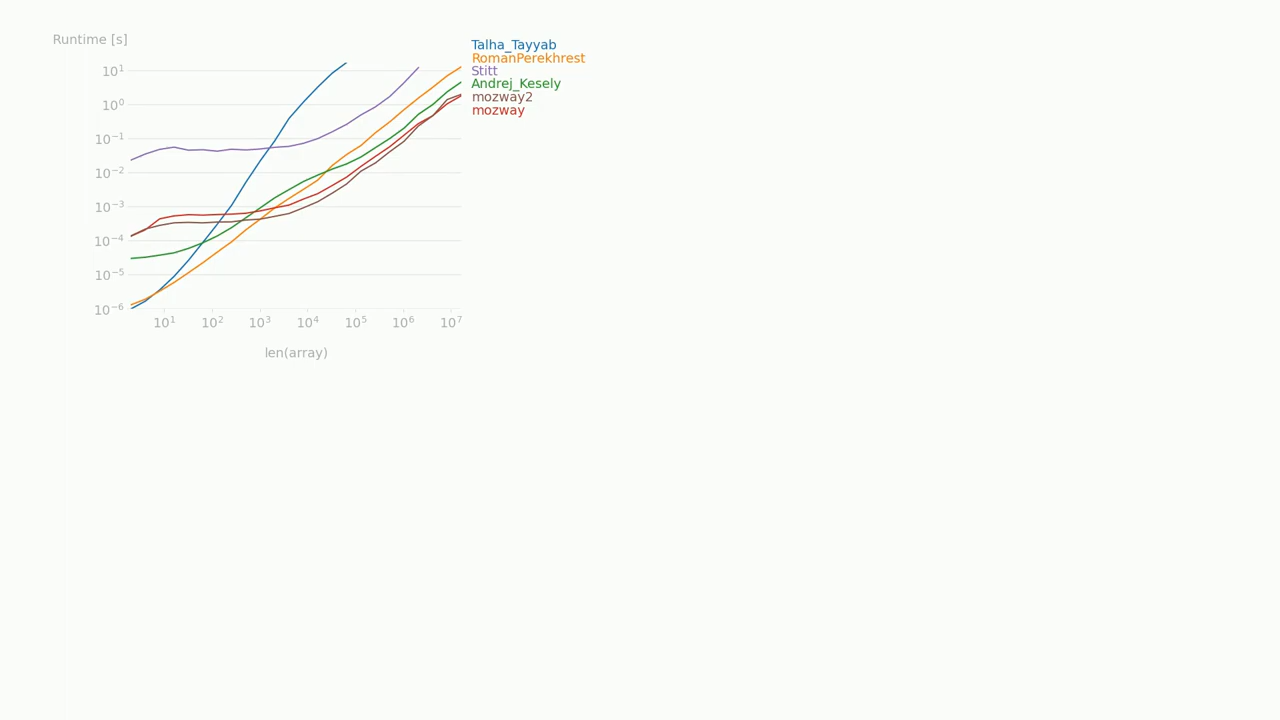 Runtime [s]
Talha_Tayyab
RomanPerekhrest
Stitt
Andrej_Kesely
mozway2
mozway
10¹
10⁰
10⁻¹
10⁻²
10⁻³
10⁻⁴
10⁻⁵
10⁻⁶
10¹ 10² 10³ 10⁴ 10⁵ 10⁶ 10⁷
len(array)